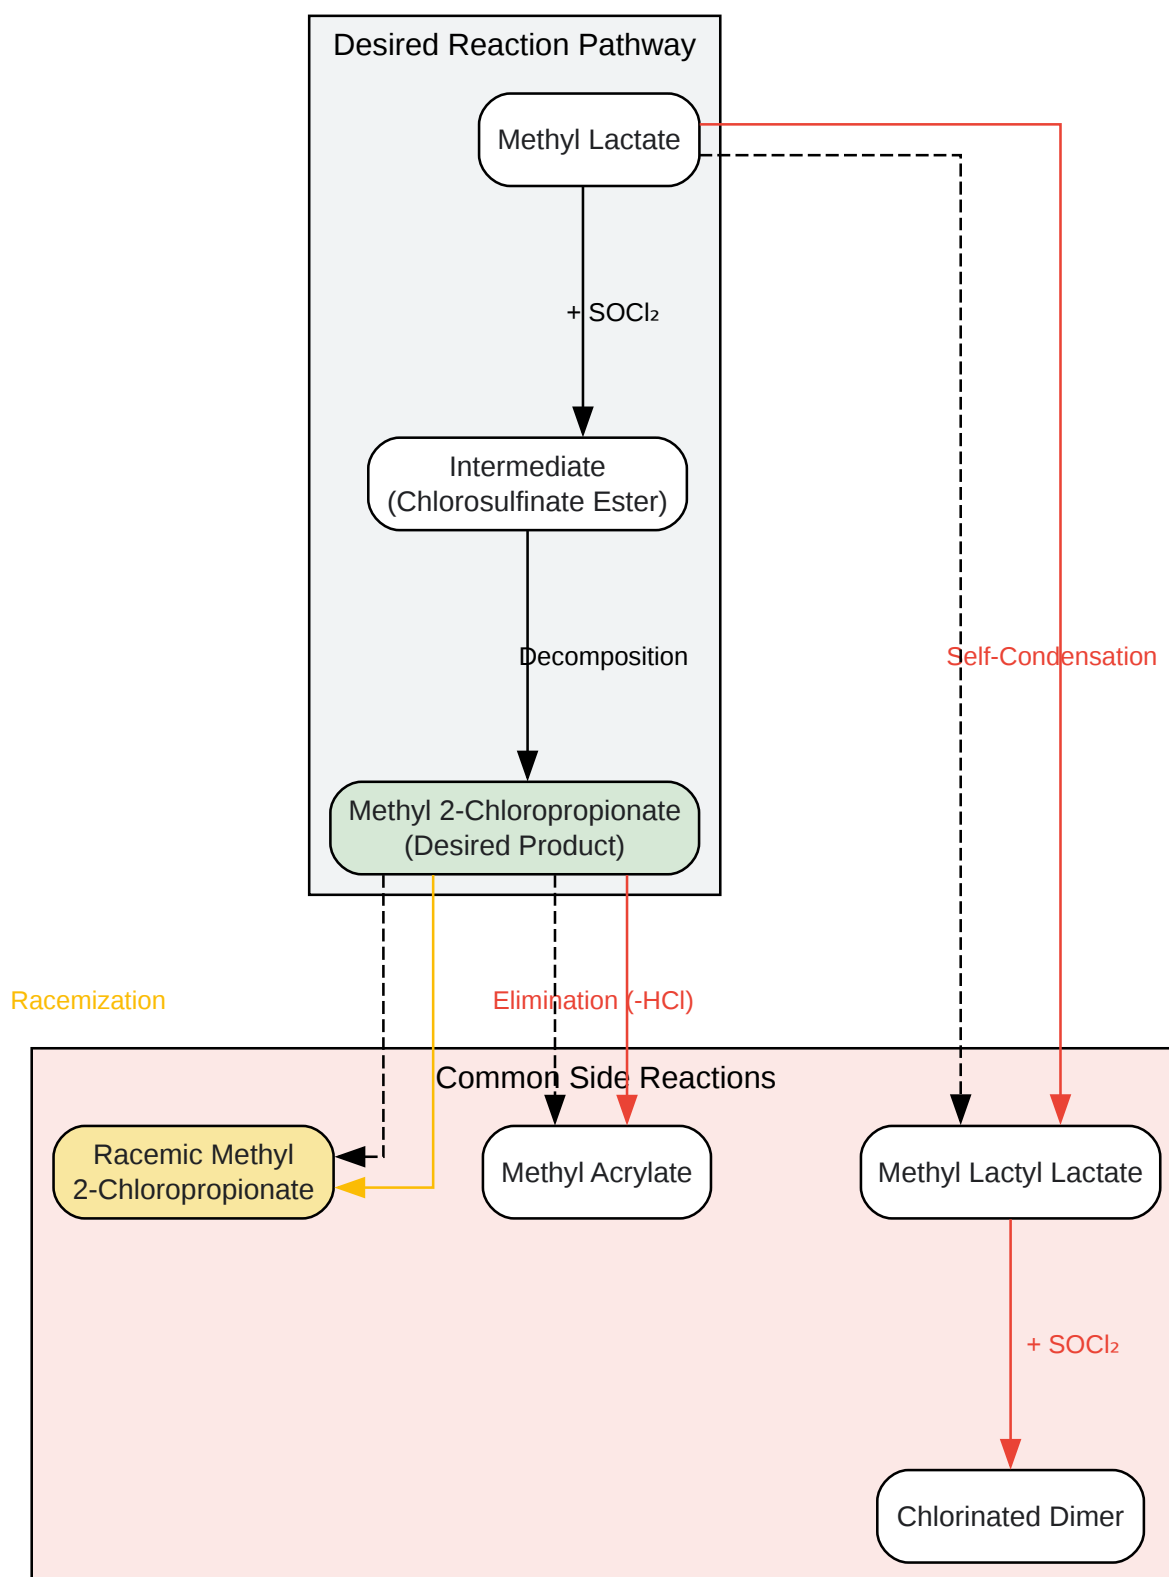 Desired Reaction Pathway
Methyl Lactate
+ SOCl₂
Intermediate
(Chlorosulfinate Ester)
Decomposition
Self-Condensation
Methyl 2-Chloropropionate
(Desired Product)
Racemization
Elimination (-HCl)
Common Side Reactions
Racemic Methyl
2-Chloropropionate
Methyl Acrylate
Methyl Lactyl Lactate
+ SOCl₂
Chlorinated Dimer